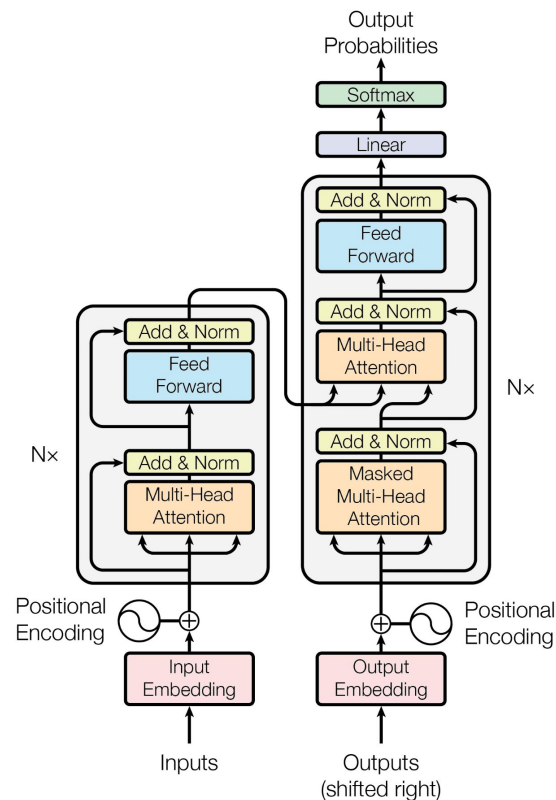 Output
Probabilities
Softmax
Linear
Add & Norm
Feed
Forward
Add & Norm
Multi-Head
Attention
Nx
Add & Norm
Masked
Multi-Head
Attention
Add & Norm
Feed
Forward
Nx
Add & Norm
Multi-Head
Attention
Positional
Encoding
Positional
Encoding
Input
Embedding
Output
Embedding
Inputs
Outputs
(shifted right)